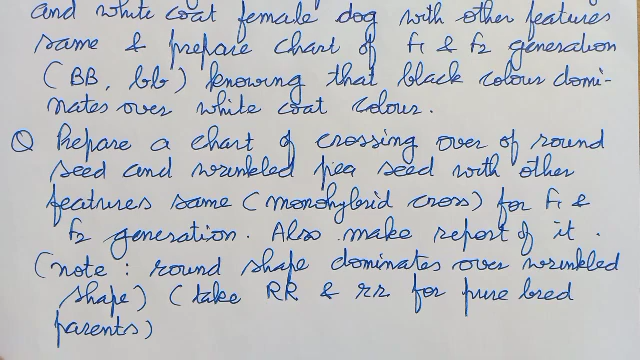 and white coat female dog with other features
same & prepare chart of F1 & F2 generation
(BB, bb) knowing that black colour domi-
nates over white coat colour.
Q Prepare a chart of crossing over of round
seed and wrinkled pea seed with other
features same (monohybrid cross) for F1 &
F2 generation. Also make report of it.
(note : round shape dominates over wrinkled
shape) (take RR & rr for pure bred
parents)